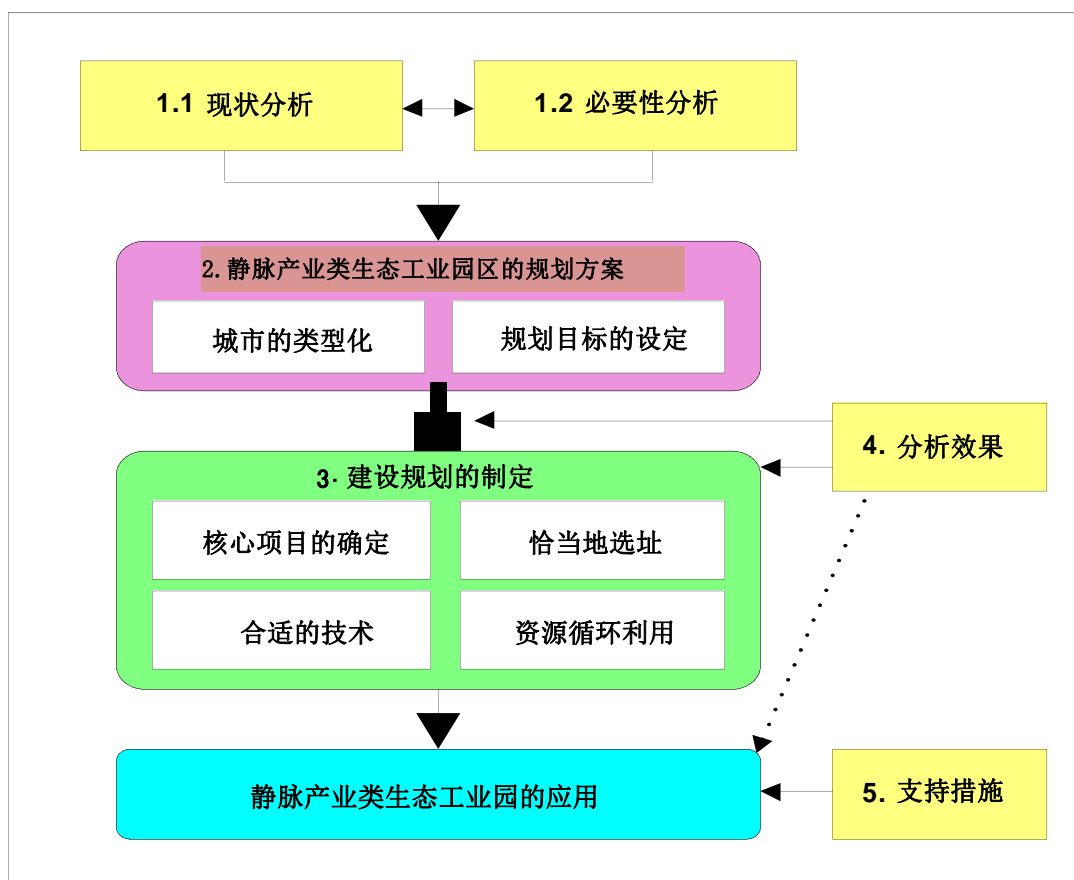 1.1 现状分析
1.2 必要性分析
2.静脉产业类生态工业园区的规划方案
城市的类型化
规划目标的设定
3.建设规划的制定
核心项目的确定
恰当地选址
合适的技术
资源循环利用
4. 分析效果
静脉产业类生态工业园的应用
5. 支持措施